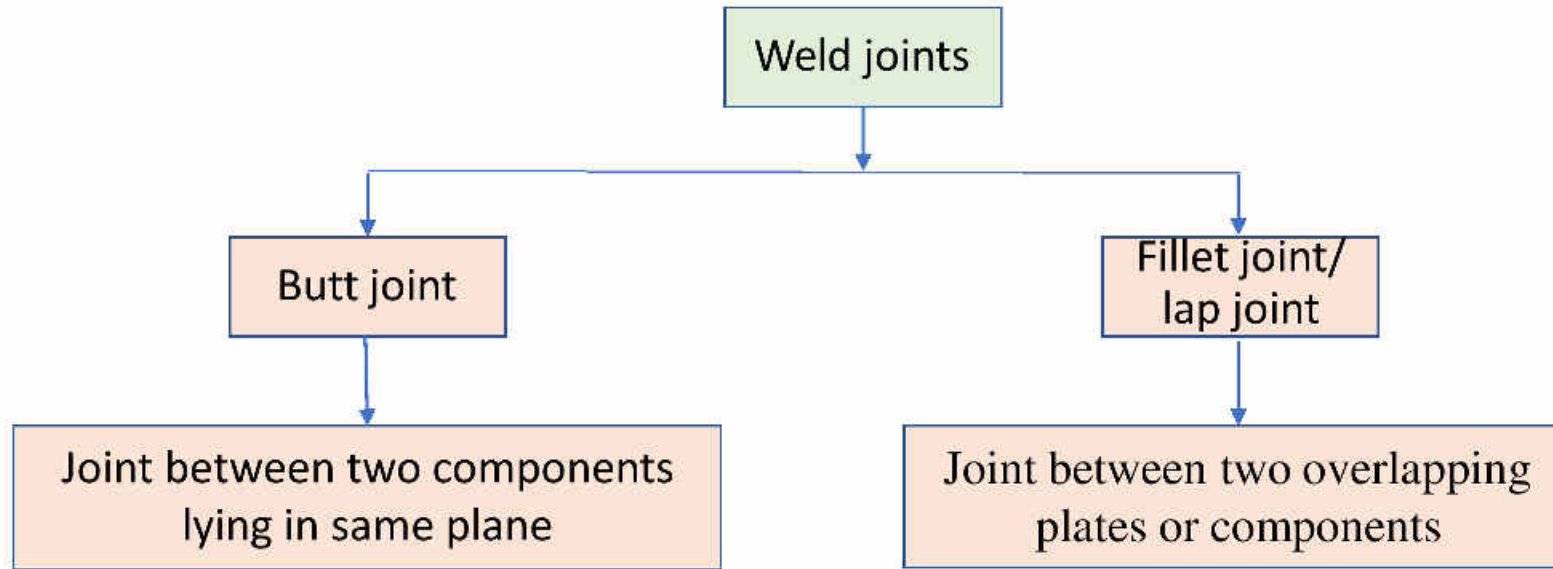 Weld joints
Butt joint
Fillet joint/
lap joint
Joint between two components
lying in same plane
Joint between two overlapping
plates or components